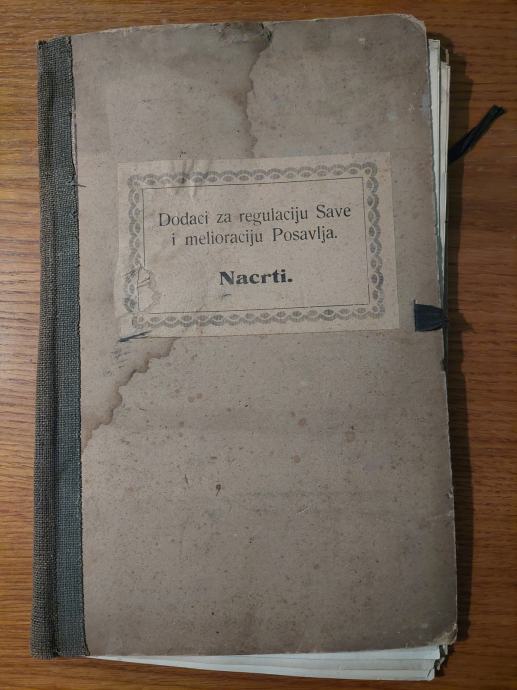 Dodaci za regulaciju Save
i melioraciju Posavlja.
Nacrti.